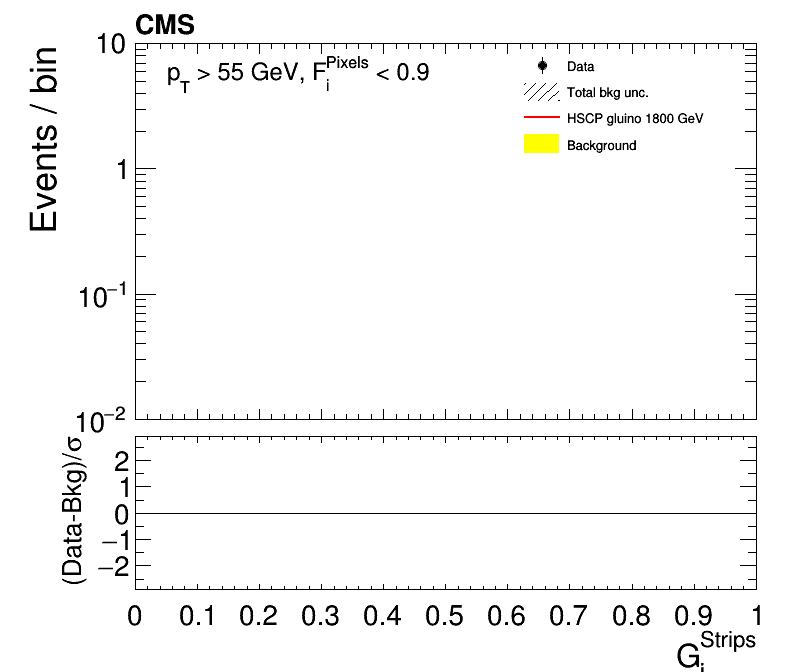 CMS
p_T > 55 GeV, F_i^Pixels < 0.9
Data
Total bkg unc.
HSCP gluino 1800 GeV
Background
Events / bin
10
1
10^−1
10^−2
(Data-Bkg)/σ
2
1
0
−1
−2
0 0.1 0.2 0.3 0.4 0.5 0.6 0.7 0.8 0.9 1
G_i^Strips